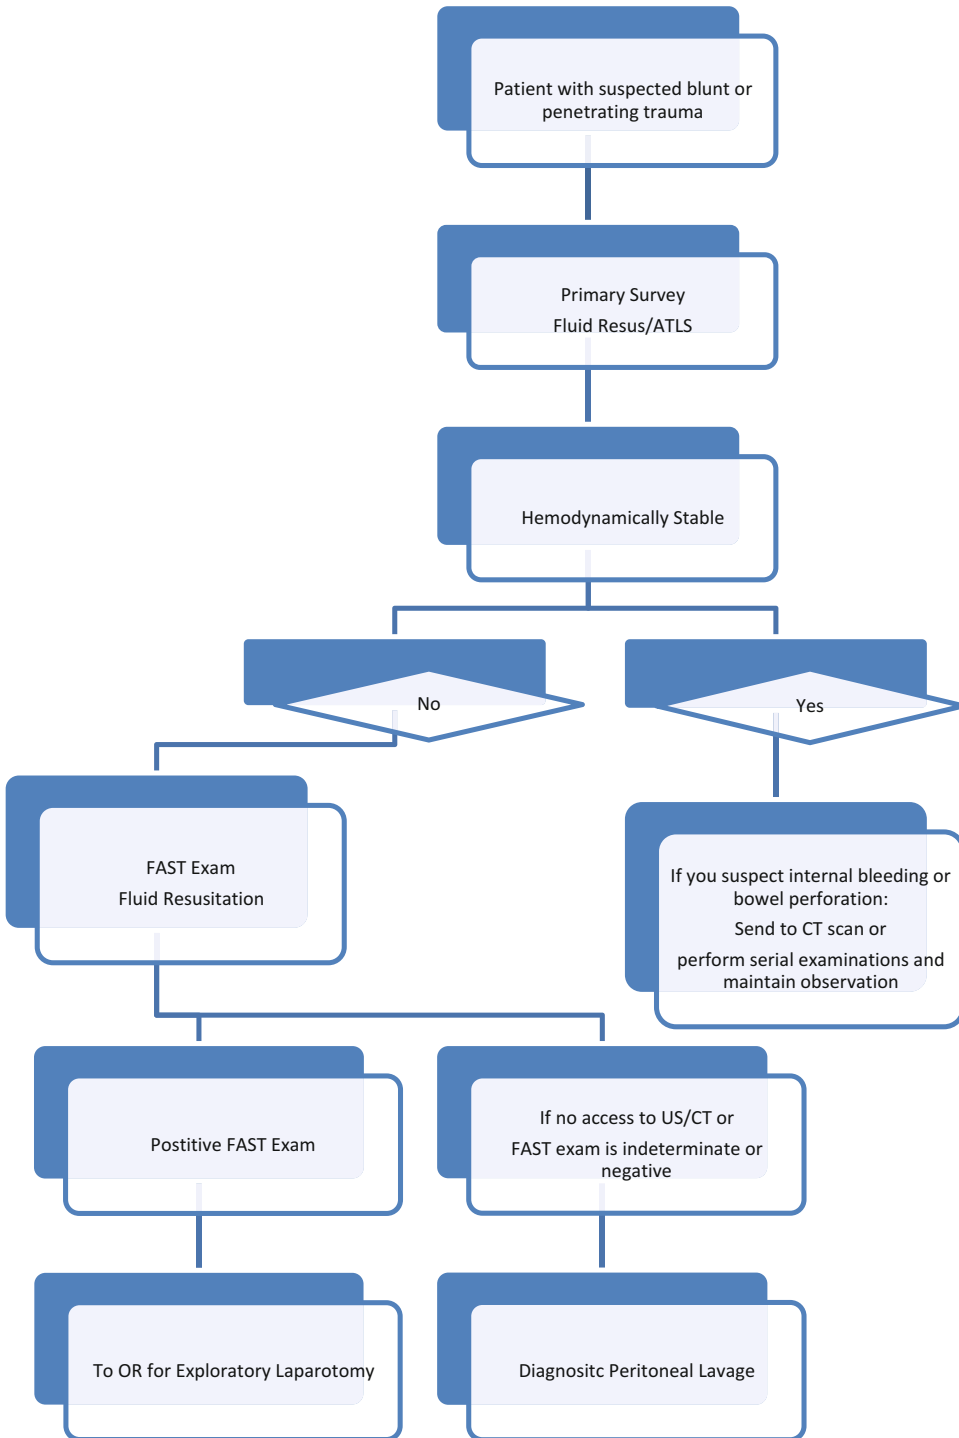 Patient with suspected blunt or
penetrating trauma
Primary Survey
Fluid Resus/ATLS
Hemodynamically Stable
No
Yes
FAST Exam
Fluid Resusitation
If you suspect internal bleeding or
bowel perforation:
Send to CT scan or
perform serial examinations and
maintain observation
Postitive FAST Exam
If no access to US/CT or
FAST exam is indeterminate or
negative
To OR for Exploratory Laparotomy
Diagnositc Peritoneal Lavage